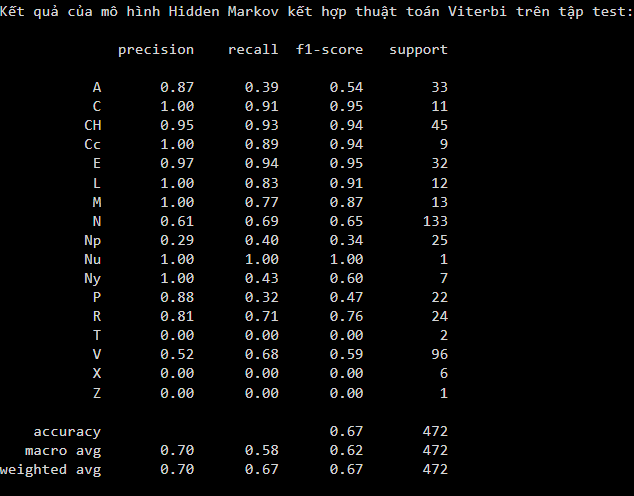 Kết quả của mô hình Hidden Markov kết hợp thuật toán Viterbi trên tập test:
precision recall f1-score support
A 0.87 0.39 0.54 33
C 1.00 0.91 0.95 11
CH 0.95 0.93 0.94 45
Cc 1.00 0.89 0.94 9
E 0.97 0.94 0.95 32
L 1.00 0.83 0.91 12
M 1.00 0.77 0.87 13
N 0.61 0.69 0.65 133
Np 0.29 0.40 0.34 25
Nu 1.00 1.00 1.00 1
Ny 1.00 0.43 0.60 7
P 0.88 0.32 0.47 22
R 0.81 0.71 0.76 24
T 0.00 0.00 0.00 2
V 0.52 0.68 0.59 96
X 0.00 0.00 0.00 6
Z 0.00 0.00 0.00 1
accuracy 0.67 472
macro avg 0.70 0.58 0.62 472
weighted avg 0.70 0.67 0.67 472